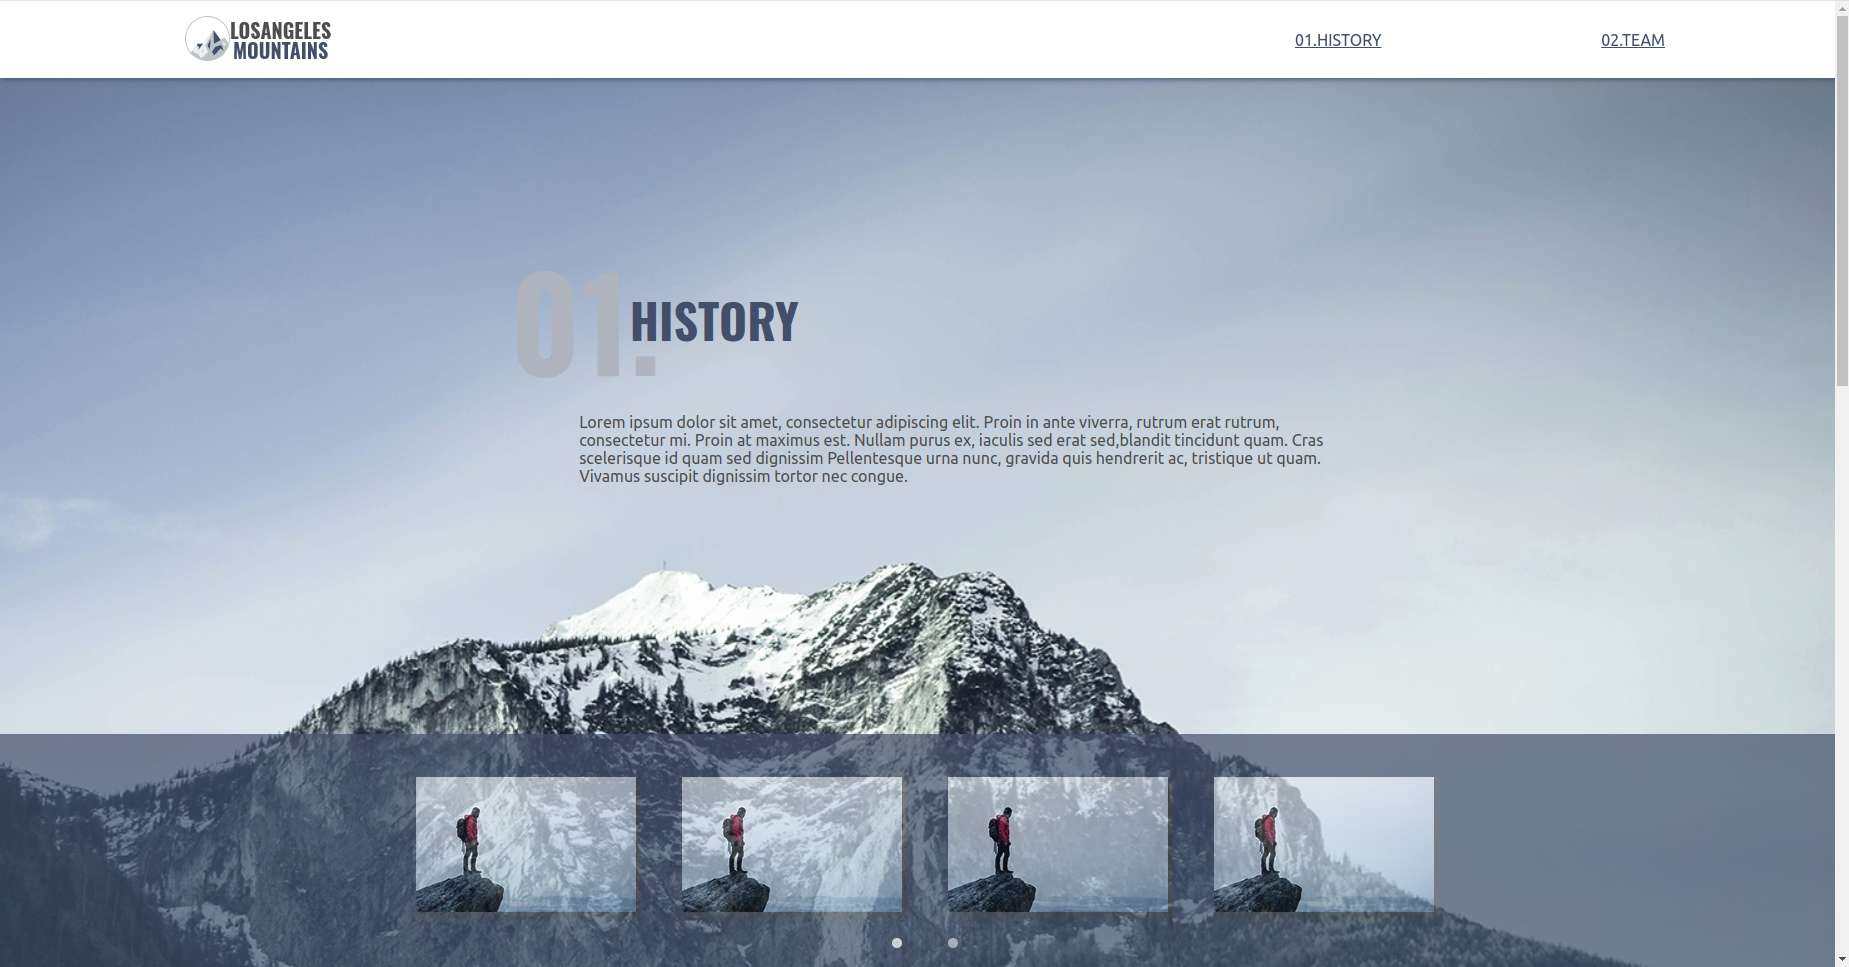 LOSANGELES
MOUNTAINS
01.HISTORY
02.TEAM
01.
HISTORY
Lorem ipsum dolor sit amet, consectetur adipiscing elit. Proin in ante viverra, rutrum erat rutrum,
consectetur mi. Proin at maximus est. Nullam purus ex, iaculis sed erat sed,blandit tincidunt quam. Cras
scelerisque id quam sed dignissim Pellentesque urna nunc, gravida quis hendrerit ac, tristique ut quam.
Vivamus suscipit dignissim tortor nec congue.